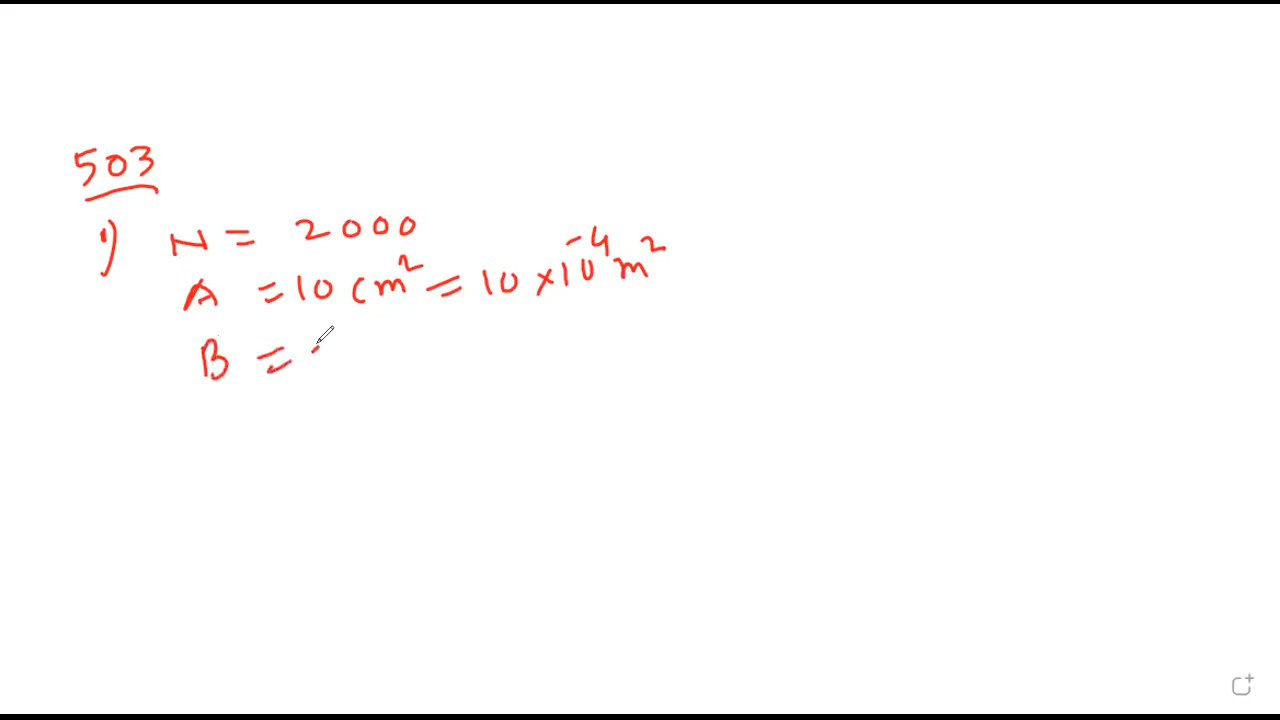 503
1) N = 2000
A = 10 cm² = 10 × 10⁻⁴ m²
B =